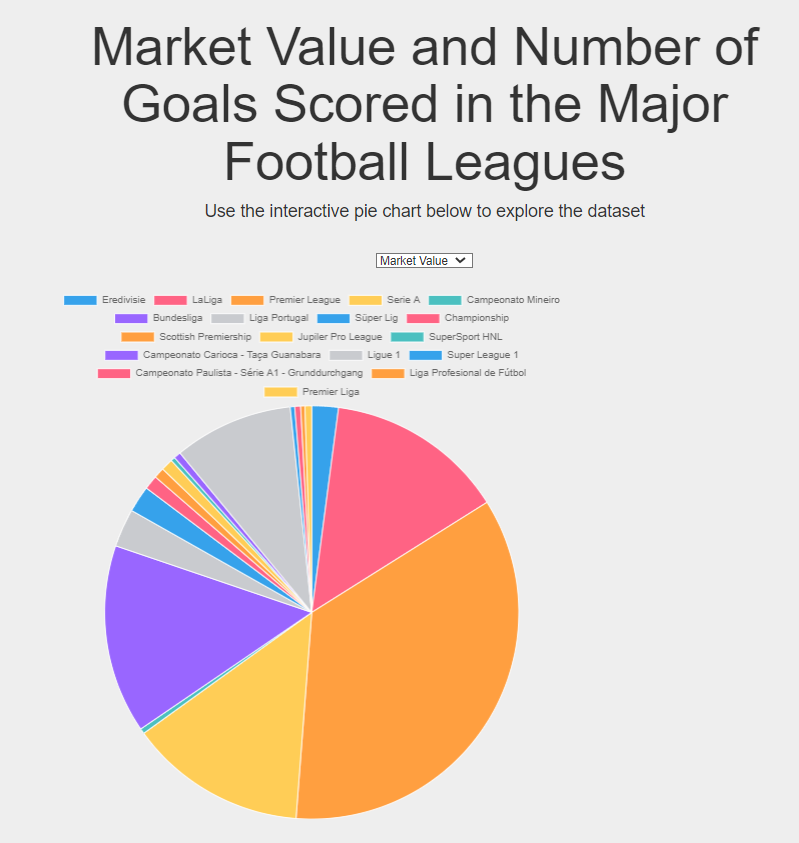 Market Value and Number of
Goals Scored in the Major
Football Leagues
Use the interactive pie chart below to explore the dataset
Market Value
Eredivisie LaLiga Premier League Serie A Campeonato Mineiro
Bundesliga Liga Portugal Süper Lig Championship
Scottish Premiership Jupiler Pro League SuperSport HNL
Campeonato Carioca - Taça Guanabara Ligue 1 Super League 1
Campeonato Paulista - Série A1 - Grunddurchgang Liga Profesional de Fútbol
Premier Liga